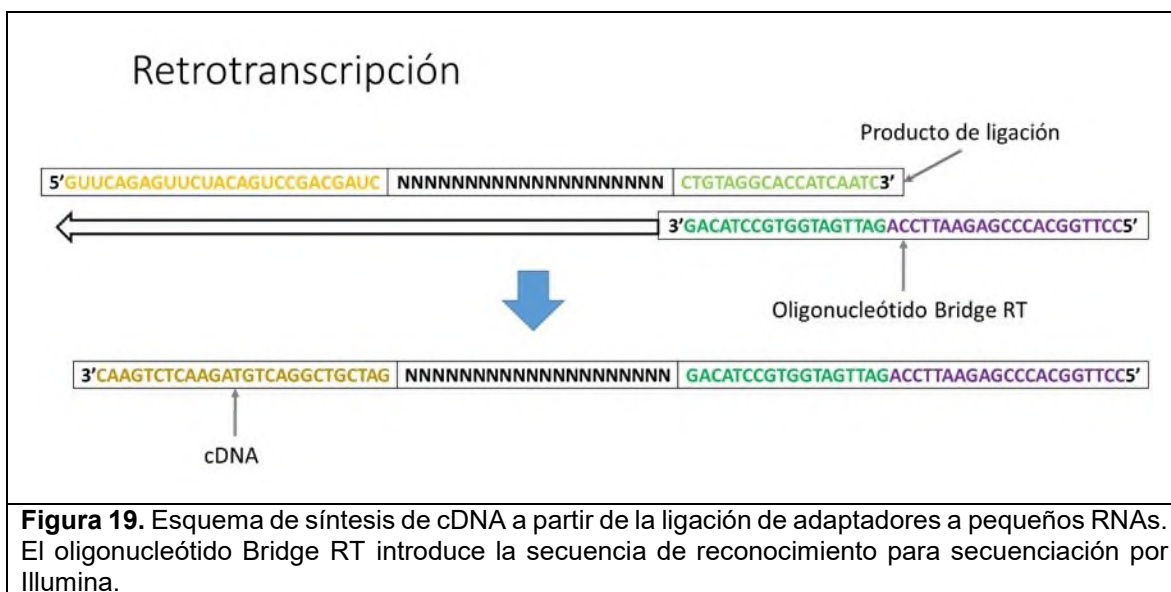 Retrotranscripción
Producto de ligación
5'GUUCAGAGUUCUACAGUCCGACGAUC NNNNNNNNNNNNNNNNNNNN CTGTAGGCACCATCAATC3'
3'GACATCCGTGGTAGTTAGACCTTAAGAGCCCACGGTTCC5'
Oligonucleótido Bridge RT
3'CAAGTCTCAAGATGTCAGGCTGCTAG NNNNNNNNNNNNNNNNNNNN GACATCCGTGGTAGTTAGACCTTAAGAGCCCACGGTTCC5'
cDNA
Figura 19. Esquema de síntesis de cDNA a partir de la ligación de adaptadores a pequeños RNAs.
El oligonucleótido Bridge RT introduce la secuencia de reconocimiento para secuenciación por
Illumina.